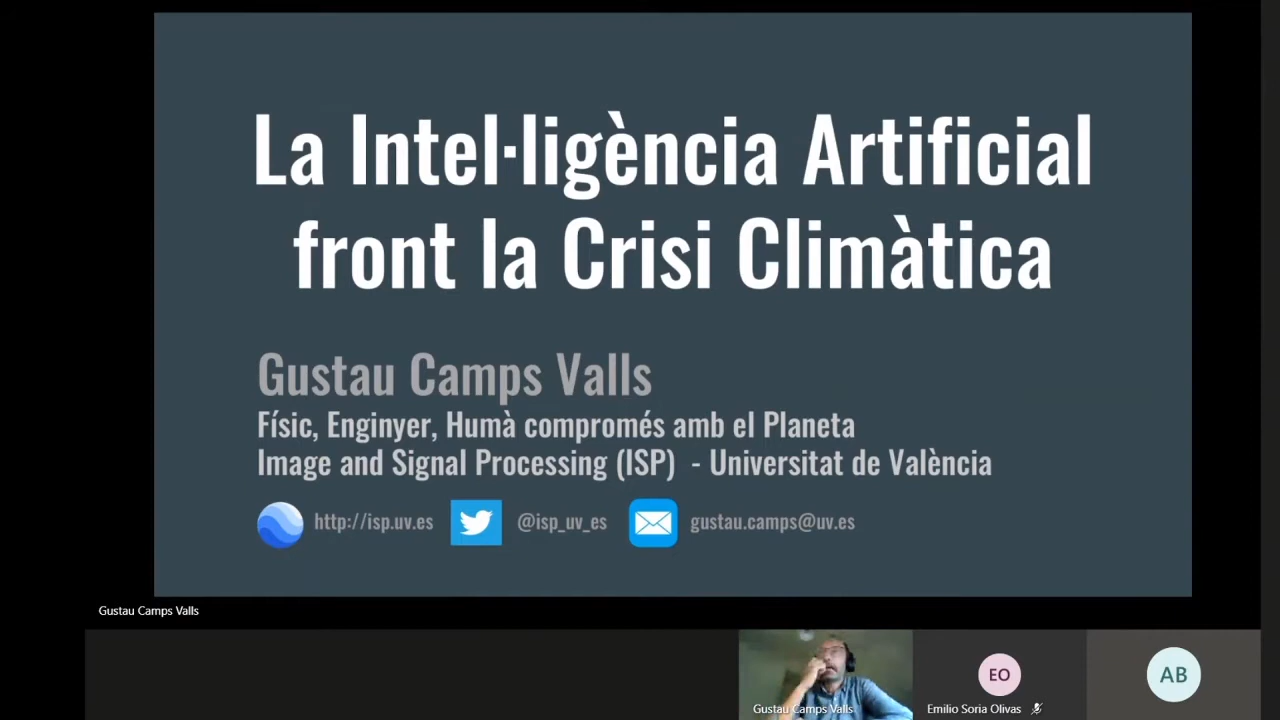 La Intel·ligència Artificial
front la Crisi Climàtica
Gustau Camps Valls
Físic, Enginyer, Humà compromés amb el Planeta
Image and Signal Processing (ISP) - Universitat de València
http://isp.uv.es @isp_uv_es gustau.camps@uv.es
Gustau Camps Valls
EO
AB
Gustau Camps Valls
Emilio Soria Olivas